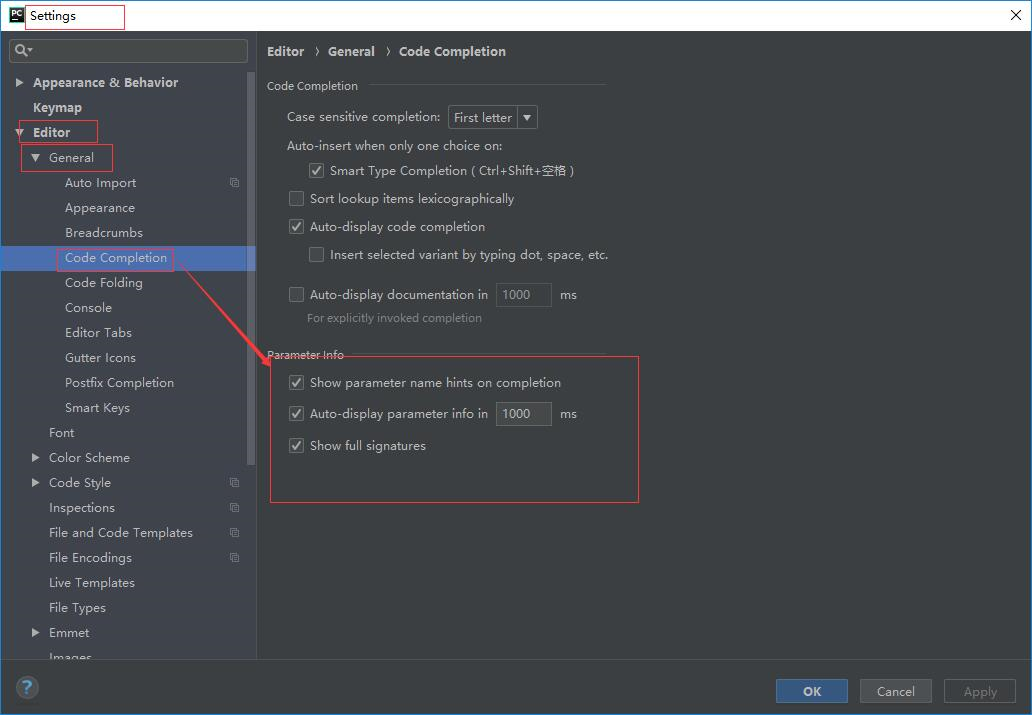 PC Settings
Appearance & Behavior
Keymap
Editor
General
Auto Import
Appearance
Breadcrumbs
Code Completion
Code Folding
Console
Editor Tabs
Gutter Icons
Postfix Completion
Smart Keys
Font
Color Scheme
Code Style
Inspections
File and Code Templates
File Encodings
Live Templates
File Types
Emmet
Images
Editor › General › Code Completion
Code Completion
Case sensitive completion: First letter
Auto-insert when only one choice on:
Smart Type Completion ( Ctrl+Shift+空格 )
Sort lookup items lexicographically
Auto-display code completion
Insert selected variant by typing dot, space, etc.
Auto-display documentation in 1000 ms
For explicitly invoked completion
Parameter Info
Show parameter name hints on completion
Auto-display parameter info in 1000 ms
Show full signatures
? OK Cancel Apply